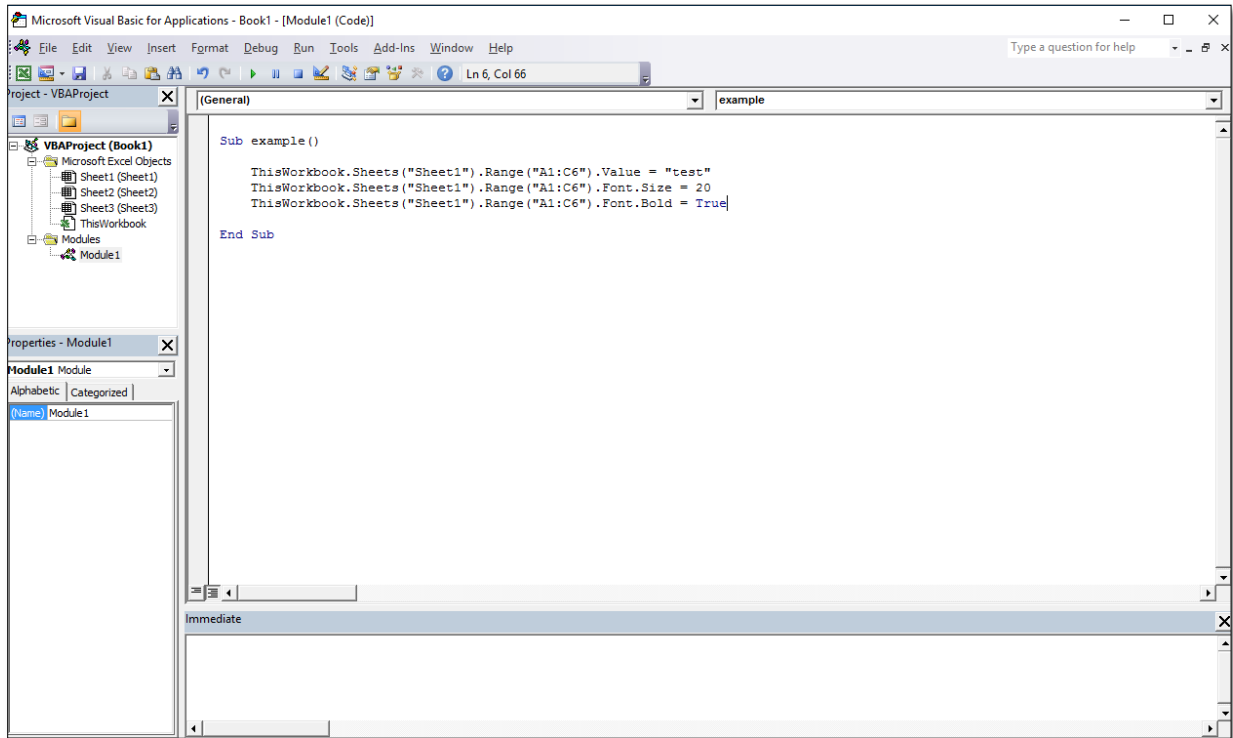 Microsoft Visual Basic for Applications - Book1 - [Module1 (Code)]
File Edit View Insert Format Debug Run Tools Add-Ins Window Help
Type a question for help
Ln 6, Col 66
Project - VBAProject
(General)
example
VBAProject (Book1)
Microsoft Excel Objects
Sheet1 (Sheet1)
Sheet2 (Sheet2)
Sheet3 (Sheet3)
ThisWorkbook
Modules
Module1
Sub example()
ThisWorkbook.Sheets("Sheet1").Range("A1:C6").Value = "test"
ThisWorkbook.Sheets("Sheet1").Range("A1:C6").Font.Size = 20
ThisWorkbook.Sheets("Sheet1").Range("A1:C6").Font.Bold = True
End Sub
Properties - Module1
Module1 Module
Alphabetic Categorized
(Name) Module1
Immediate